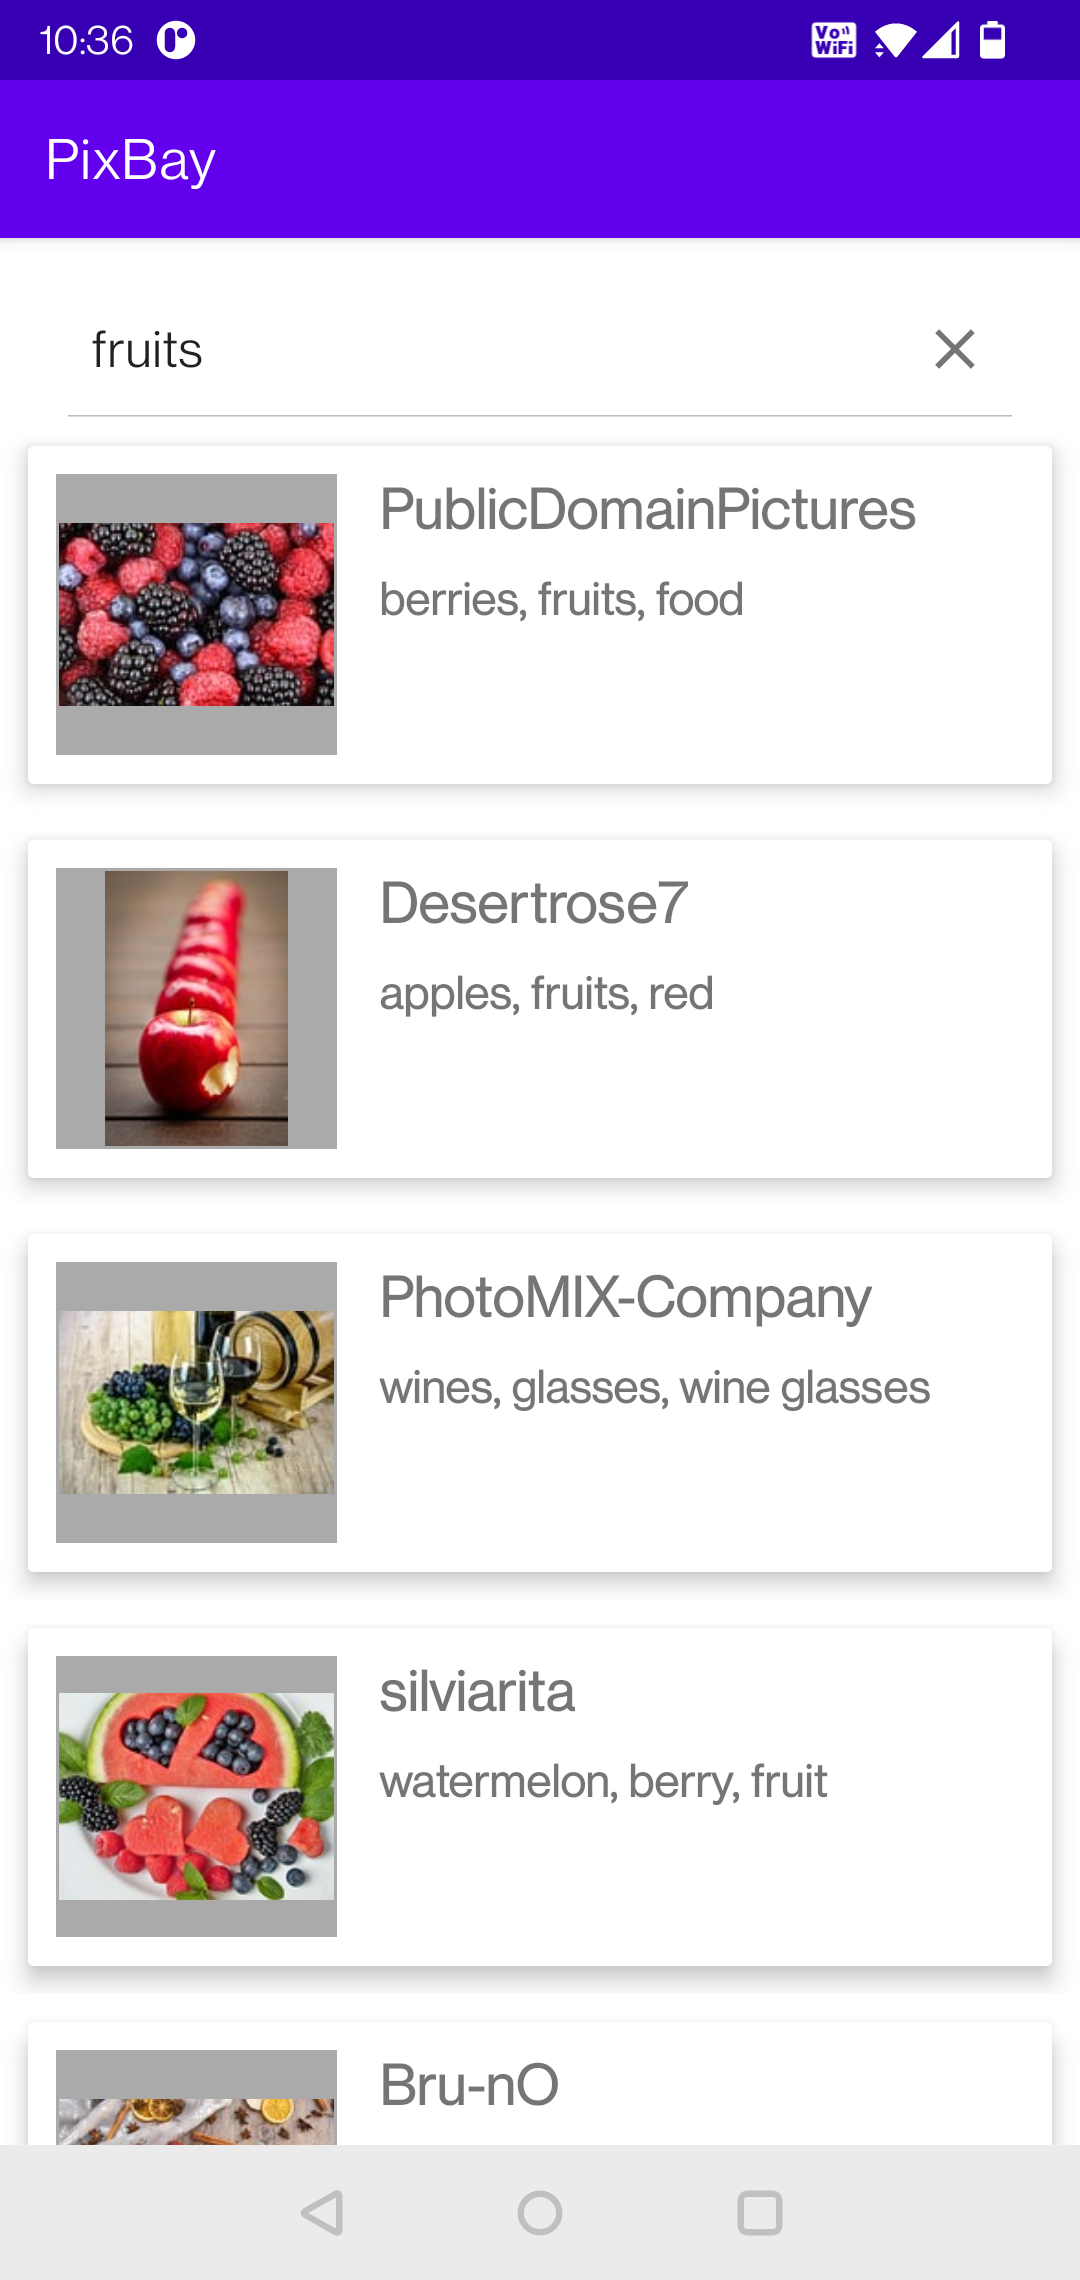 10:36
Vo WiFi
PixBay
fruits
PublicDomainPictures
berries, fruits, food
Desertrose7
apples, fruits, red
PhotoMIX-Company
wines, glasses, wine glasses
silviarita
watermelon, berry, fruit
Bru-nO